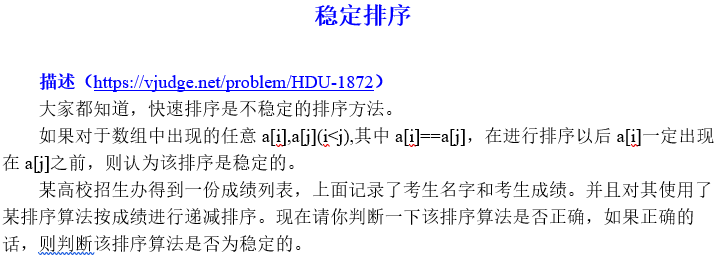 稳定排序
描述（https://vjudge.net/problem/HDU-1872）
大家都知道，快速排序是不稳定的排序方法。
如果对于数组中出现的任意 a[i],a[j](i<j),其中 a[i]==a[j]，在进行排序以后 a[i]一定出现
在 a[j]之前，则认为该排序是稳定的。
某高校招生办得到一份成绩列表，上面记录了考生名字和考生成绩。并且对其使用了
某排序算法按成绩进行递减排序。现在请你判断一下该排序算法是否正确，如果正确的
话，则判断该排序算法是否为稳定的。